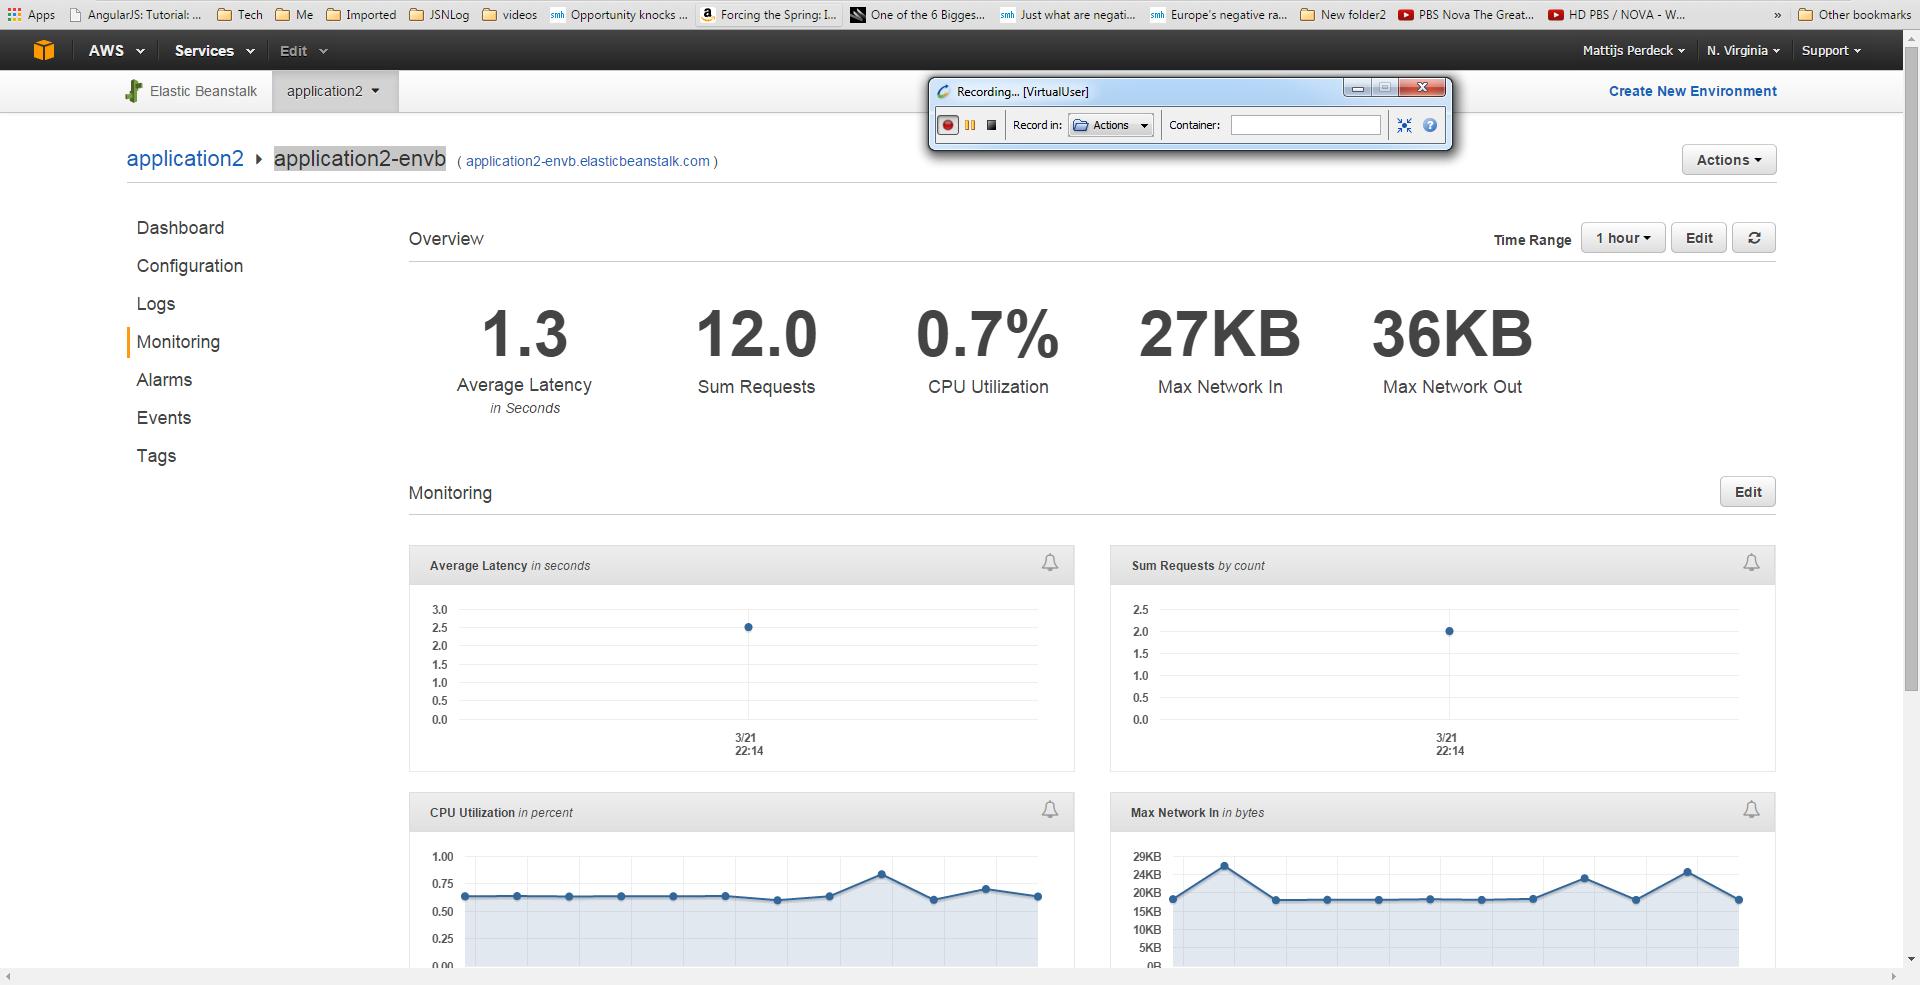 Apps
AngularJS: Tutorial: ...
Tech
Me
Imported
JSNLog
videos
smh Opportunity knocks ...
a Forcing the Spring: I...
One of the 6 Bigges...
smh Just what are negati...
smh Europe's negative ra...
New folder2
PBS Nova The Great...
HD PBS / NOVA - W...
»
Other bookmarks
AWS
Services
Edit
Mattijs Perdeck
N. Virginia
Support
Elastic Beanstalk
application2
Recording... [VirtualUser]
Record in:
Actions
Container:
Create New Environment
application2
application2-envb
( application2-envb.elasticbeanstalk.com )
Actions
Dashboard
Configuration
Logs
Monitoring
Alarms
Events
Tags
Overview
Time Range
1 hour
Edit
1.3
Average Latency
in Seconds
12.0
Sum Requests
0.7%
CPU Utilization
27KB
Max Network In
36KB
Max Network Out
Monitoring
Edit
Average Latency in seconds
3.0
2.5
2.0
1.5
1.0
0.5
0.0
3/21
22:14
Sum Requests by count
2.5
2.0
1.5
1.0
0.5
0.0
3/21
22:14
CPU Utilization in percent
1.00
0.75
0.50
0.25
0.00
Max Network In in bytes
29KB
24KB
20KB
15KB
10KB
5KB
0B